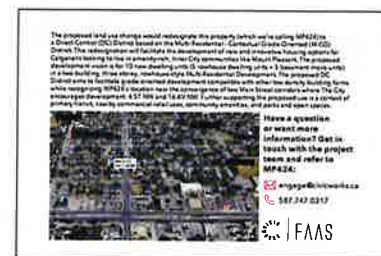 The proposed land use change would redesignate this property (which we're calling MP424) to
a Direct Control (DC) District based on the Multi-Residential - Contextual Grade-Oriented (M-CG)
District. The redesignation will facilitate the development of new and innovative housing options for
Calgarians looking to live in amenity-rich, Inner City communities like Mount Pleasant. The proposed
development vision is for 10 new dwelling units (5 rowhouse dwelling units + 5 basement micro units)
in a two building, three storey, rowhouse style Multi-Residential Development. The proposed DC
District aims to facilitate grade oriented development compatible with other low density building forms
while recognizing MP424's location near the convergence of two Main Street corridors where The City
encourages development: 4 ST NW and 16 AV NW. Further supporting the proposed use is a context of
primary transit, nearby commercial retail uses, community amenities, and parks and open spaces.
Have a question
or want more
information? Get in
touch with the project
team and refer to
MP424:
engage@civicworks.ca
587.747.0317
FAAS